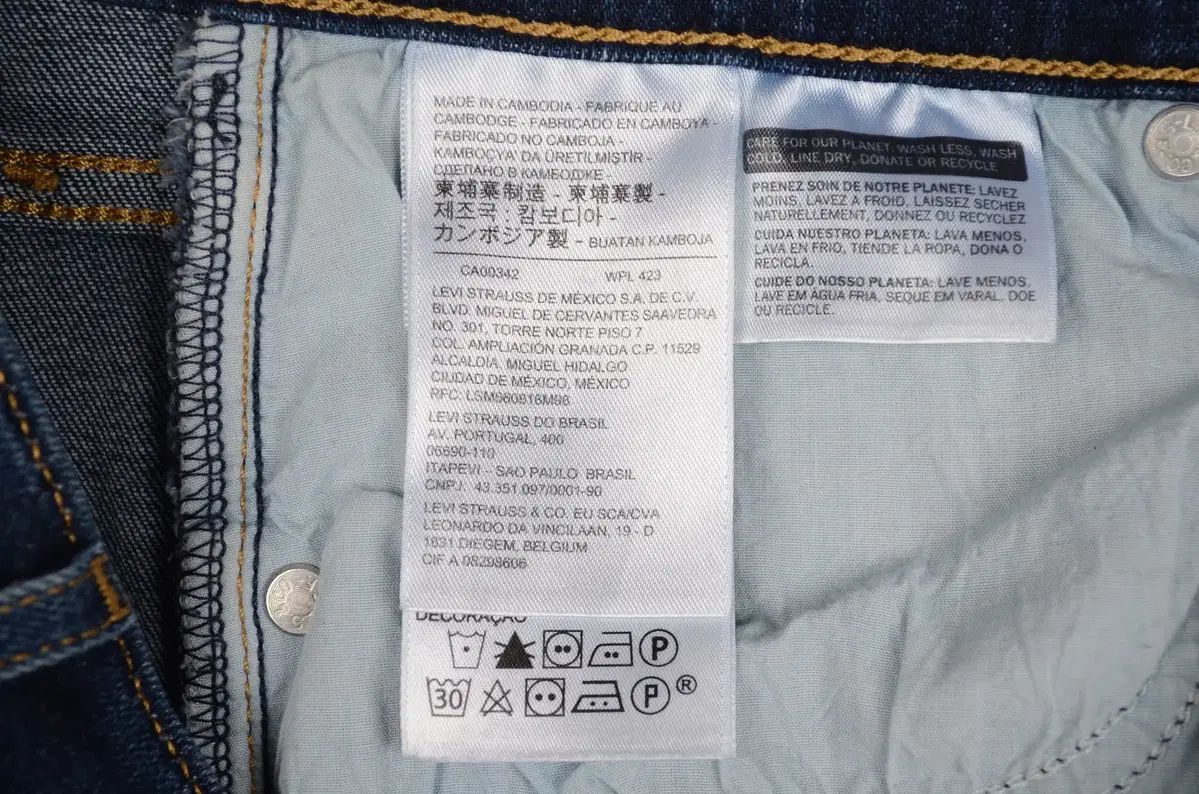 MADE IN CAMBODIA - FABRIQUE AU
CAMBODGE - FABRICADO EN CAMBOYA -
FABRICADO NO CAMBOJA -
KAMBOÇYA' DA ÜRETILMISTIR -
СДЕЛАНО В КАМБОДЖЕ -
柬埔寨制造 - 柬埔寨製 -
제조국 : 캄보디아 -
カンボジア製 - BUATAN KAMBOJA
CA00342 WPL 423
LEVI STRAUSS DE MÉXICO S.A. DE C.V.
BLVD. MIGUEL DE CERVANTES SAAVEDRA
NO. 301, TORRE NORTE PISO 7
COL. AMPLIACIÓN GRANADA C.P. 11529
ALCALDÍA. MIGUEL HIDALGO
CIUDAD DE MÉXICO, MÉXICO
RFC: LSM980816M98
LEVI STRAUSS DO BRASIL
AV. PORTUGAL, 400
06690-110
ITAPEVI – SAO PAULO BRASIL
CNPJ. 43.351.097/0001-90
LEVI STRAUSS & CO. EU SCA/CVA
LEONARDO DA VINCILAAN, 19 - D
1831 DIEGEM, BELGIUM
CIF A 08298606
DECORAÇÃO
P
30 P ®
CARE FOR OUR PLANET: WASH LESS, WASH
COLD, LINE DRY, DONATE OR RECYCLE
PRENEZ SOIN DE NOTRE PLANETE: LAVEZ
MOINS, LAVEZ A FROID, LAISSEZ SECHER
NATURELLEMENT, DONNEZ OU RECYCLEZ
CUIDA NUESTRO PLANETA: LAVA MENOS,
LAVA EN FRIO, TIENDE LA ROPA, DONA O
RECICLA.
CUIDE DO NOSSO PLANETA: LAVE MENOS,
LAVE EM ÁGUA FRIA, SEQUE EM VARAL, DOE
OU RECICLE.